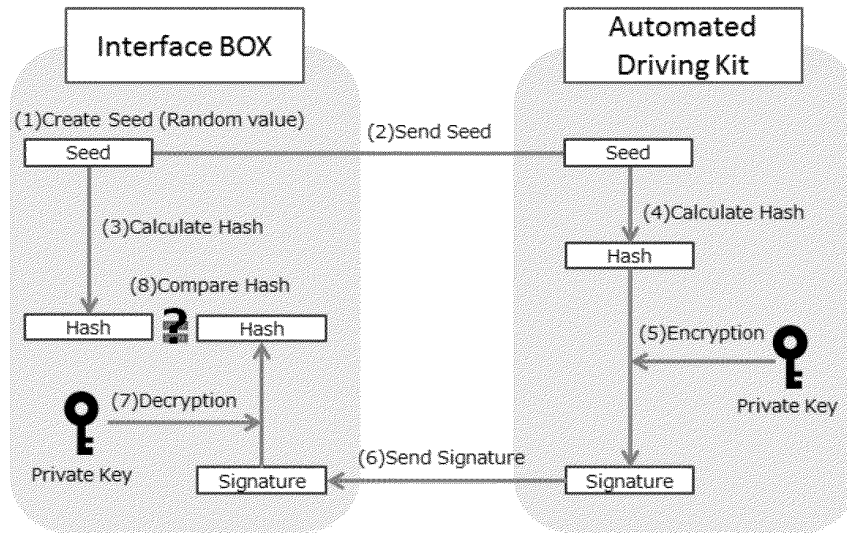 Interface BOX
Automated
Driving Kit
(1)Create Seed (Random value)
(2)Send Seed
Seed
Seed
(3)Calculate Hash
(4)Calculate Hash
Hash
(8)Compare Hash
Hash
?
Hash
(5)Encryption
Private Key
(7)Decryption
Private Key
(6)Send Signature
Signature
Signature